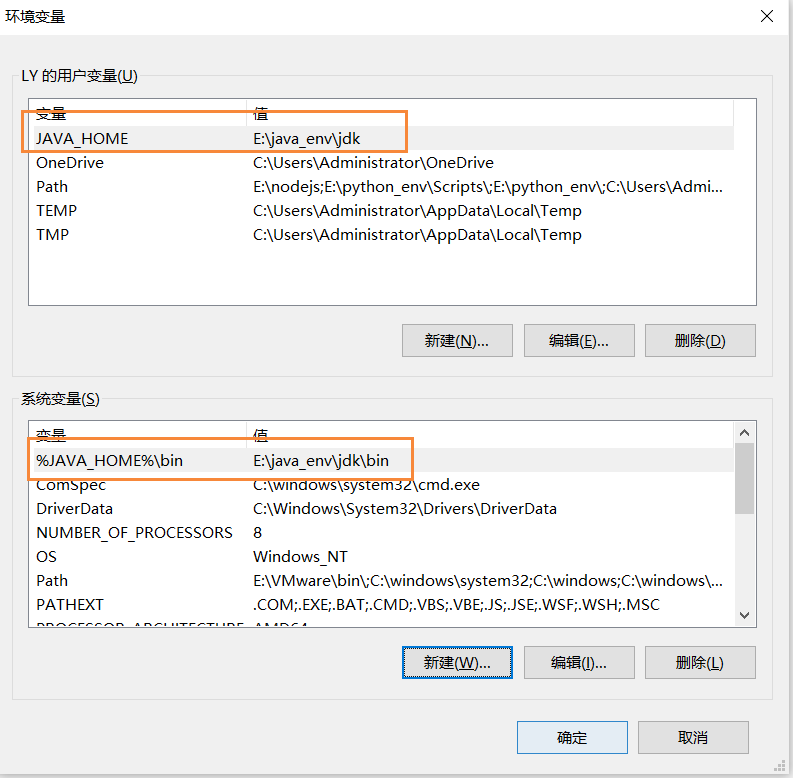 环境变量
LY 的用户变量(U)
变量 值
JAVA_HOME E:\java_env\jdk
OneDrive C:\Users\Administrator\OneDrive
Path E:\nodejs;E:\python_env\Scripts\;E:\python_env\;C:\Users\Admi...
TEMP C:\Users\Administrator\AppData\Local\Temp
TMP C:\Users\Administrator\AppData\Local\Temp
新建(N)... 编辑(E)... 删除(D)
系统变量(S)
变量 值
%JAVA_HOME%\bin E:\java_env\jdk\bin
ComSpec C:\windows\system32\cmd.exe
DriverData C:\Windows\System32\Drivers\DriverData
NUMBER_OF_PROCESSORS 8
OS Windows_NT
Path E:\VMware\bin\;C:\windows\system32;C:\windows;C:\windows\...
PATHEXT .COM;.EXE;.BAT;.CMD;.VBS;.VBE;.JS;.JSE;.WSF;.WSH;.MSC
PROCESSOR_ARCHITECTURE AMD64
新建(W)... 编辑(I)... 删除(L)
确定 取消